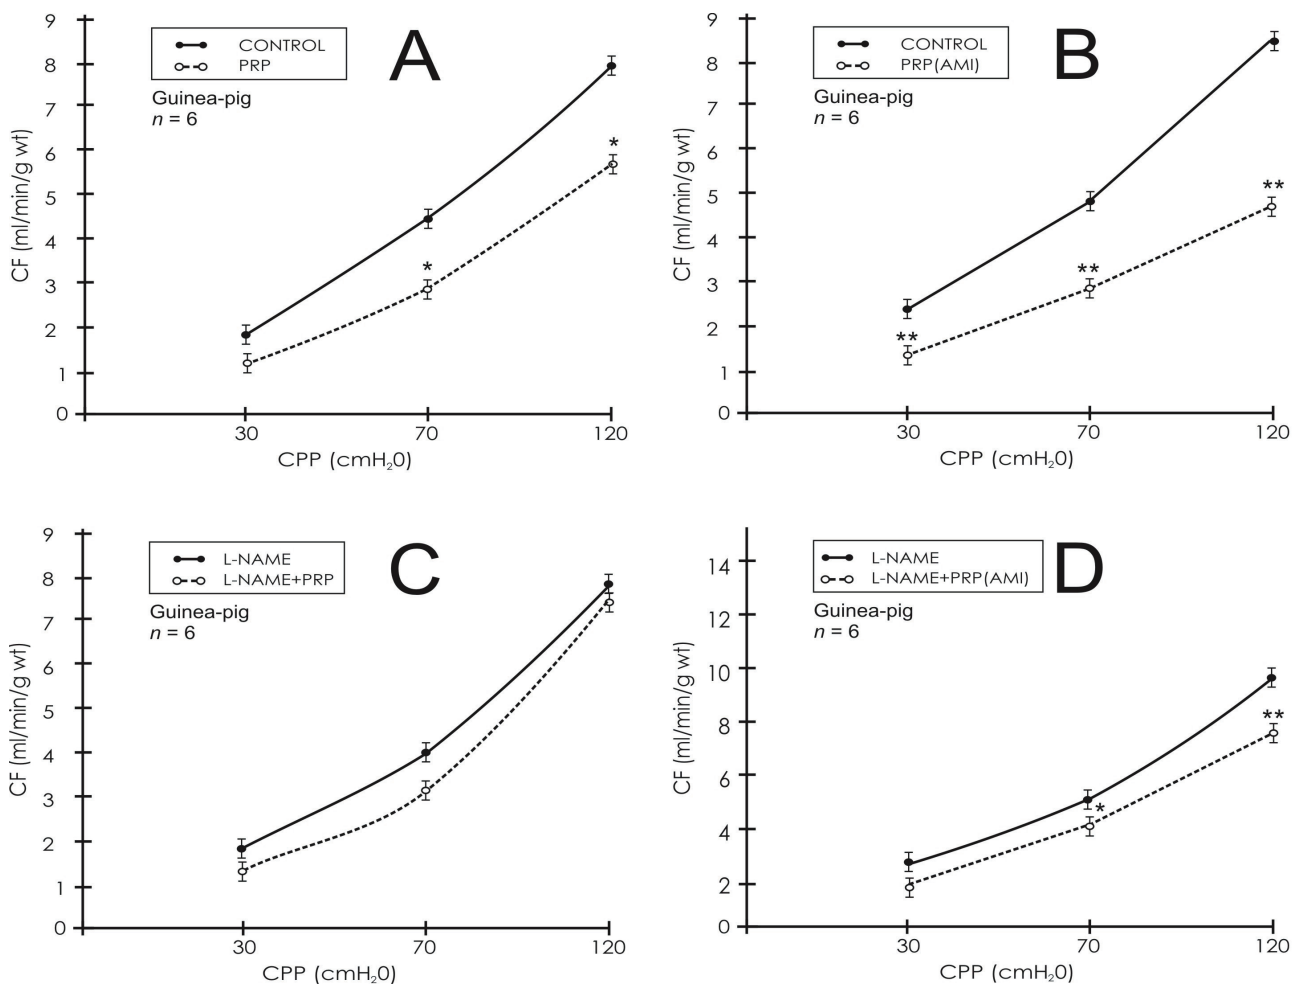 A
CONTROL
PRP
Guinea-pig
n = 6
CF (ml/min/g wt)
9
8
7
6
5
4
3
2
1
0
*
*
30
70
120
CPP (cmH₂0)
B
CONTROL
PRP(AMI)
Guinea-pig
n = 6
CF (ml/min/g wt)
9
8
7
6
5
4
3
2
1
0
**
**
**
30
70
120
CPP (cmH₂0)
C
L-NAME
L-NAME+PRP
Guinea-pig
n = 6
CF (ml/min/g wt)
9
8
7
6
5
4
3
2
1
0
30
70
120
CPP (cmH₂0)
D
L-NAME
L-NAME+PRP(AMI)
Guinea-pig
n = 6
CF (ml/min/g wt)
14
12
10
8
6
4
2
0
*
**
30
70
120
CPP (cmH₂0)